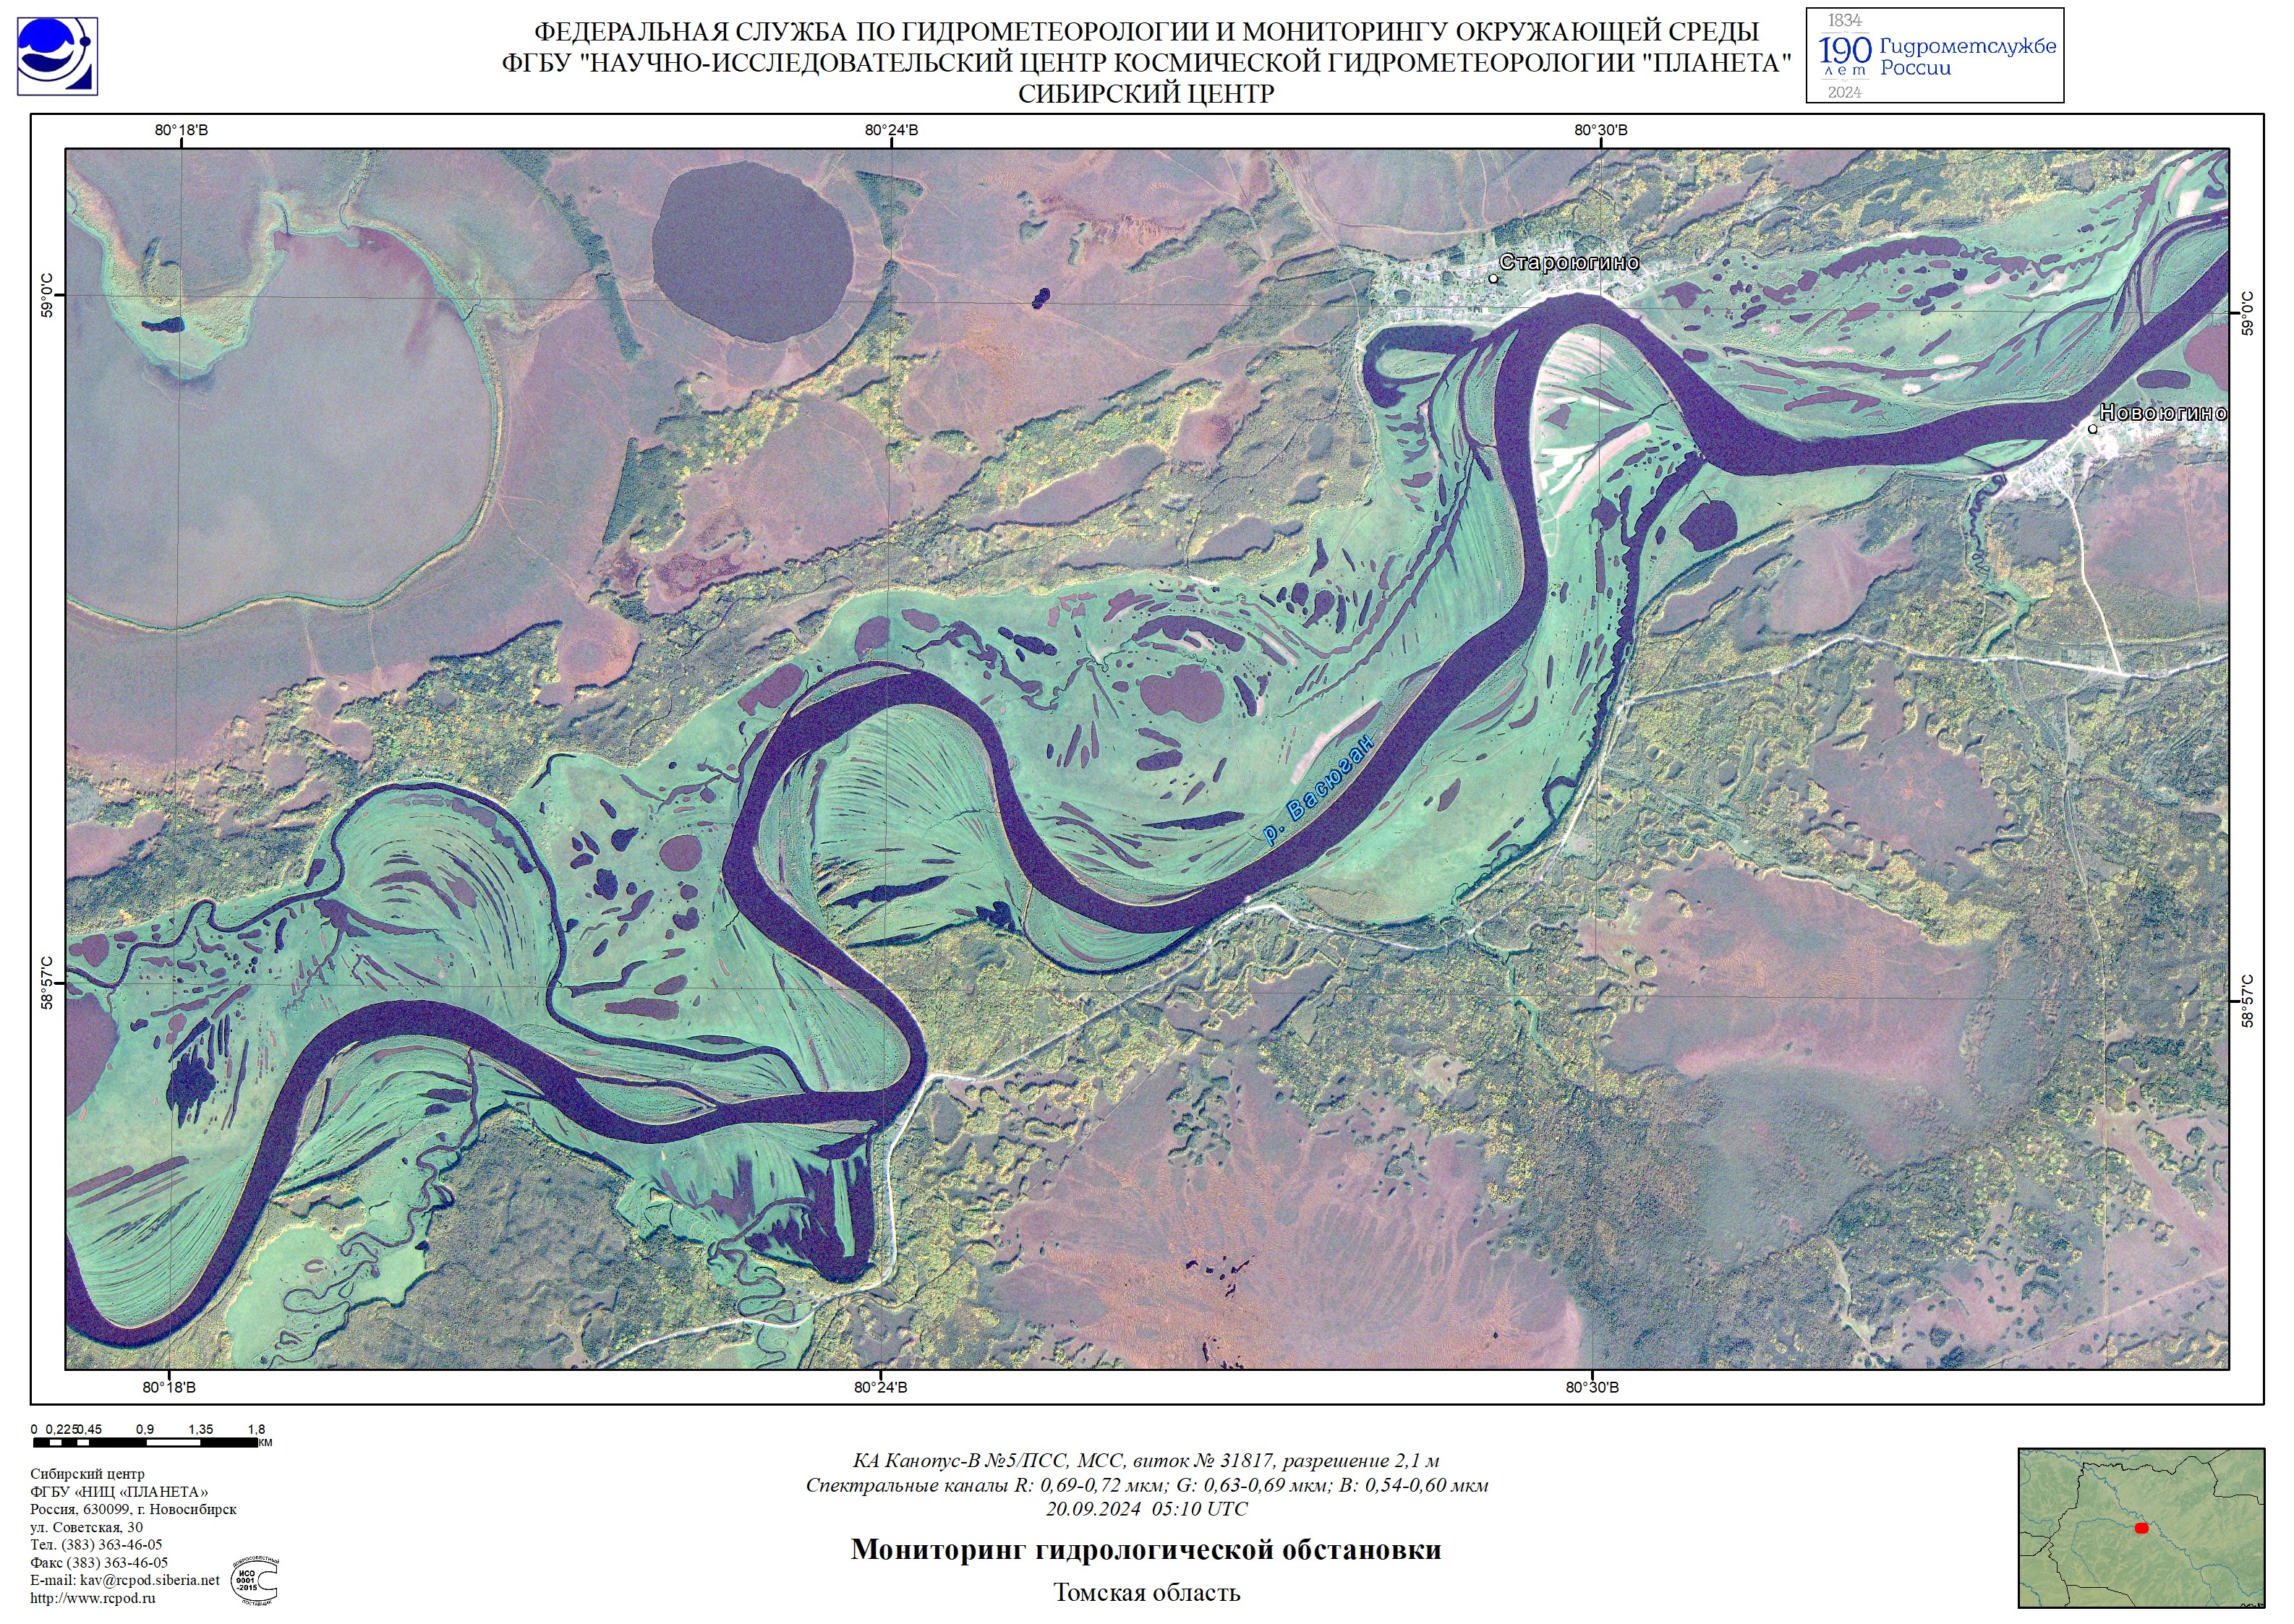 ФЕДЕРАЛЬНАЯ СЛУЖБА ПО ГИДРОМЕТЕОРОЛОГИИ И МОНИТОРИНГУ ОКРУЖАЮЩЕЙ СРЕДЫ
ФГБУ "НАУЧНО-ИССЛЕДОВАТЕЛЬСКИЙ ЦЕНТР КОСМИЧЕСКОЙ ГИДРОМЕТЕОРОЛОГИИ "ПЛАНЕТА"
СИБИРСКИЙ ЦЕНТР
1834
190 Гидрометслужбе
лет России
2024
80°18'В 80°24'В 80°30'В
59°0'С
59°0'С
Староюгино
Новоюгино
р. Васюган
58°57'С
58°57'С
80°18'В 80°24'В 80°30'В
0 0,225 0,45 0,9 1,35 1,8
км
Сибирский центр
ФГБУ «НИЦ «ПЛАНЕТА»
Россия, 630099, г. Новосибирск
ул. Советская, 30
Тел. (383) 363-46-05
Факс (383) 363-46-05
E-mail: kav@rcpod.siberia.net
http://www.rcpod.ru
ДОБРОСОВЕСТНЫЙ
ИСО
9001
-2015
ПОСТАВЩИК
КА Канопус-В №5/ПСС, МСС, виток № 31817, разрешение 2,1 м
Спектральные каналы R: 0,69-0,72 мкм; G: 0,63-0,69 мкм; B: 0,54-0,60 мкм
20.09.2024 05:10 UTC
Мониторинг гидрологической обстановки
Томская область